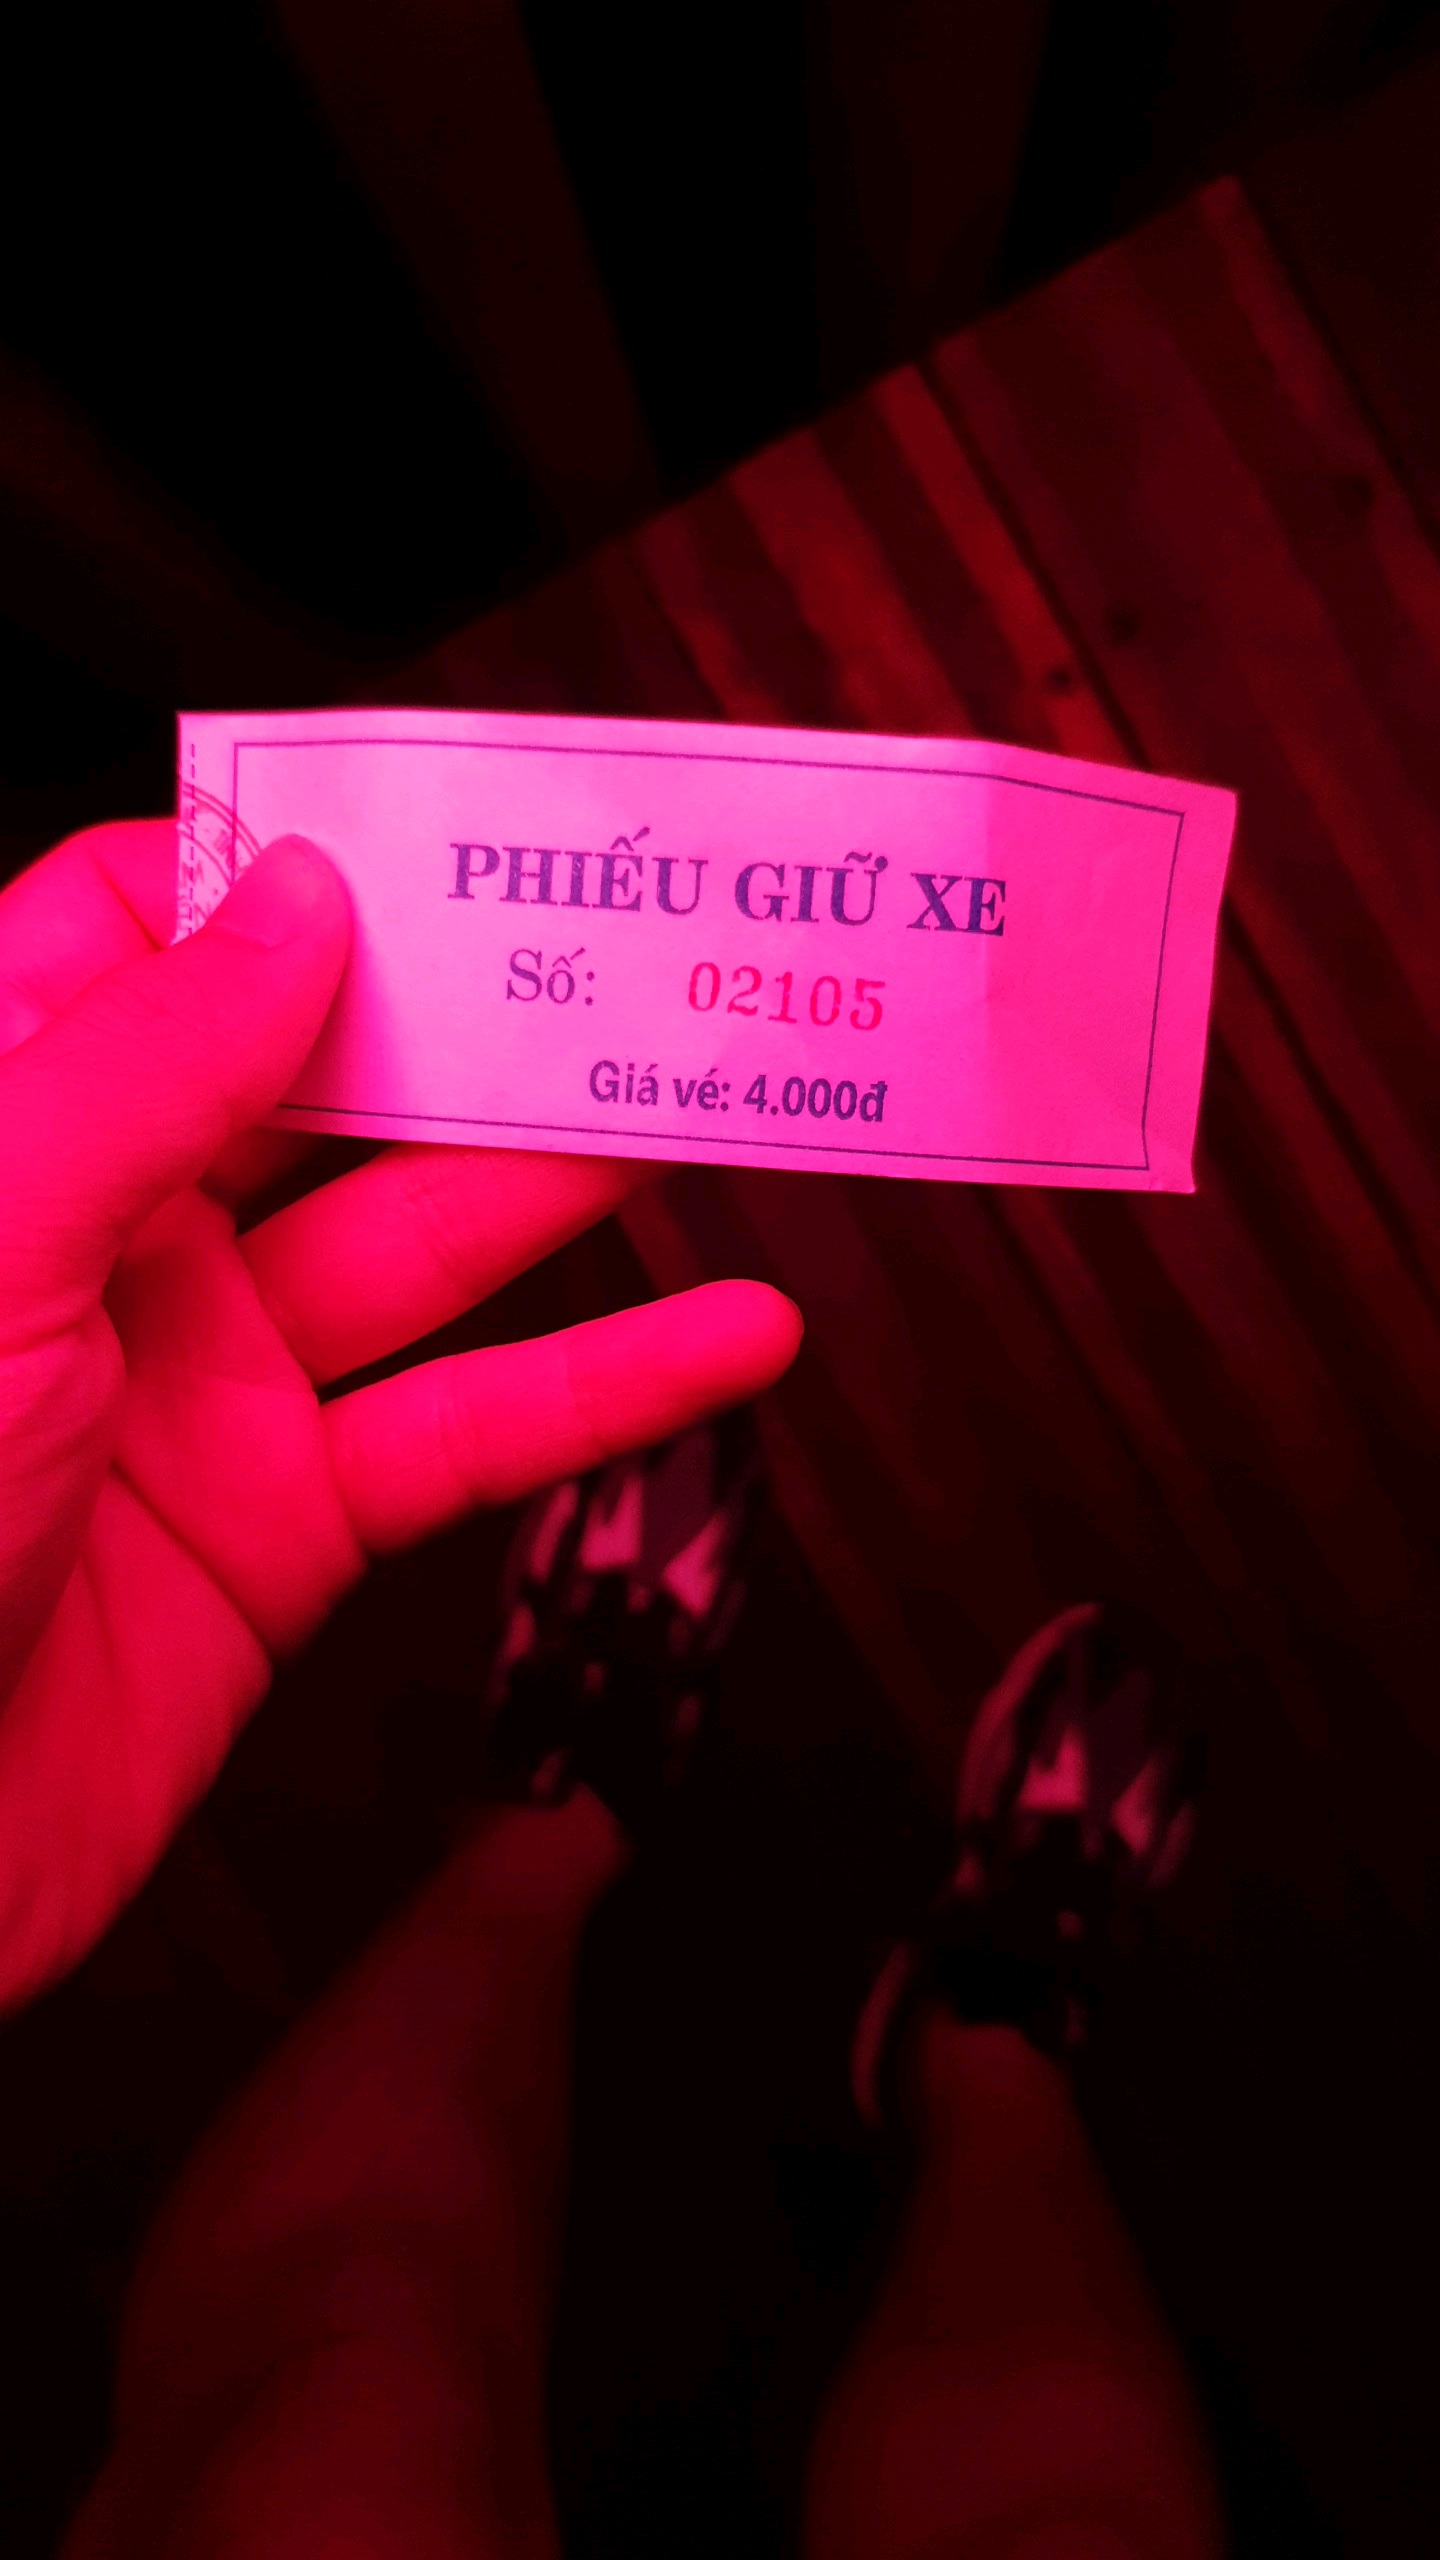 PHIẾU GIỮ XE
Số: 02105
Giá vé: 4.000đ